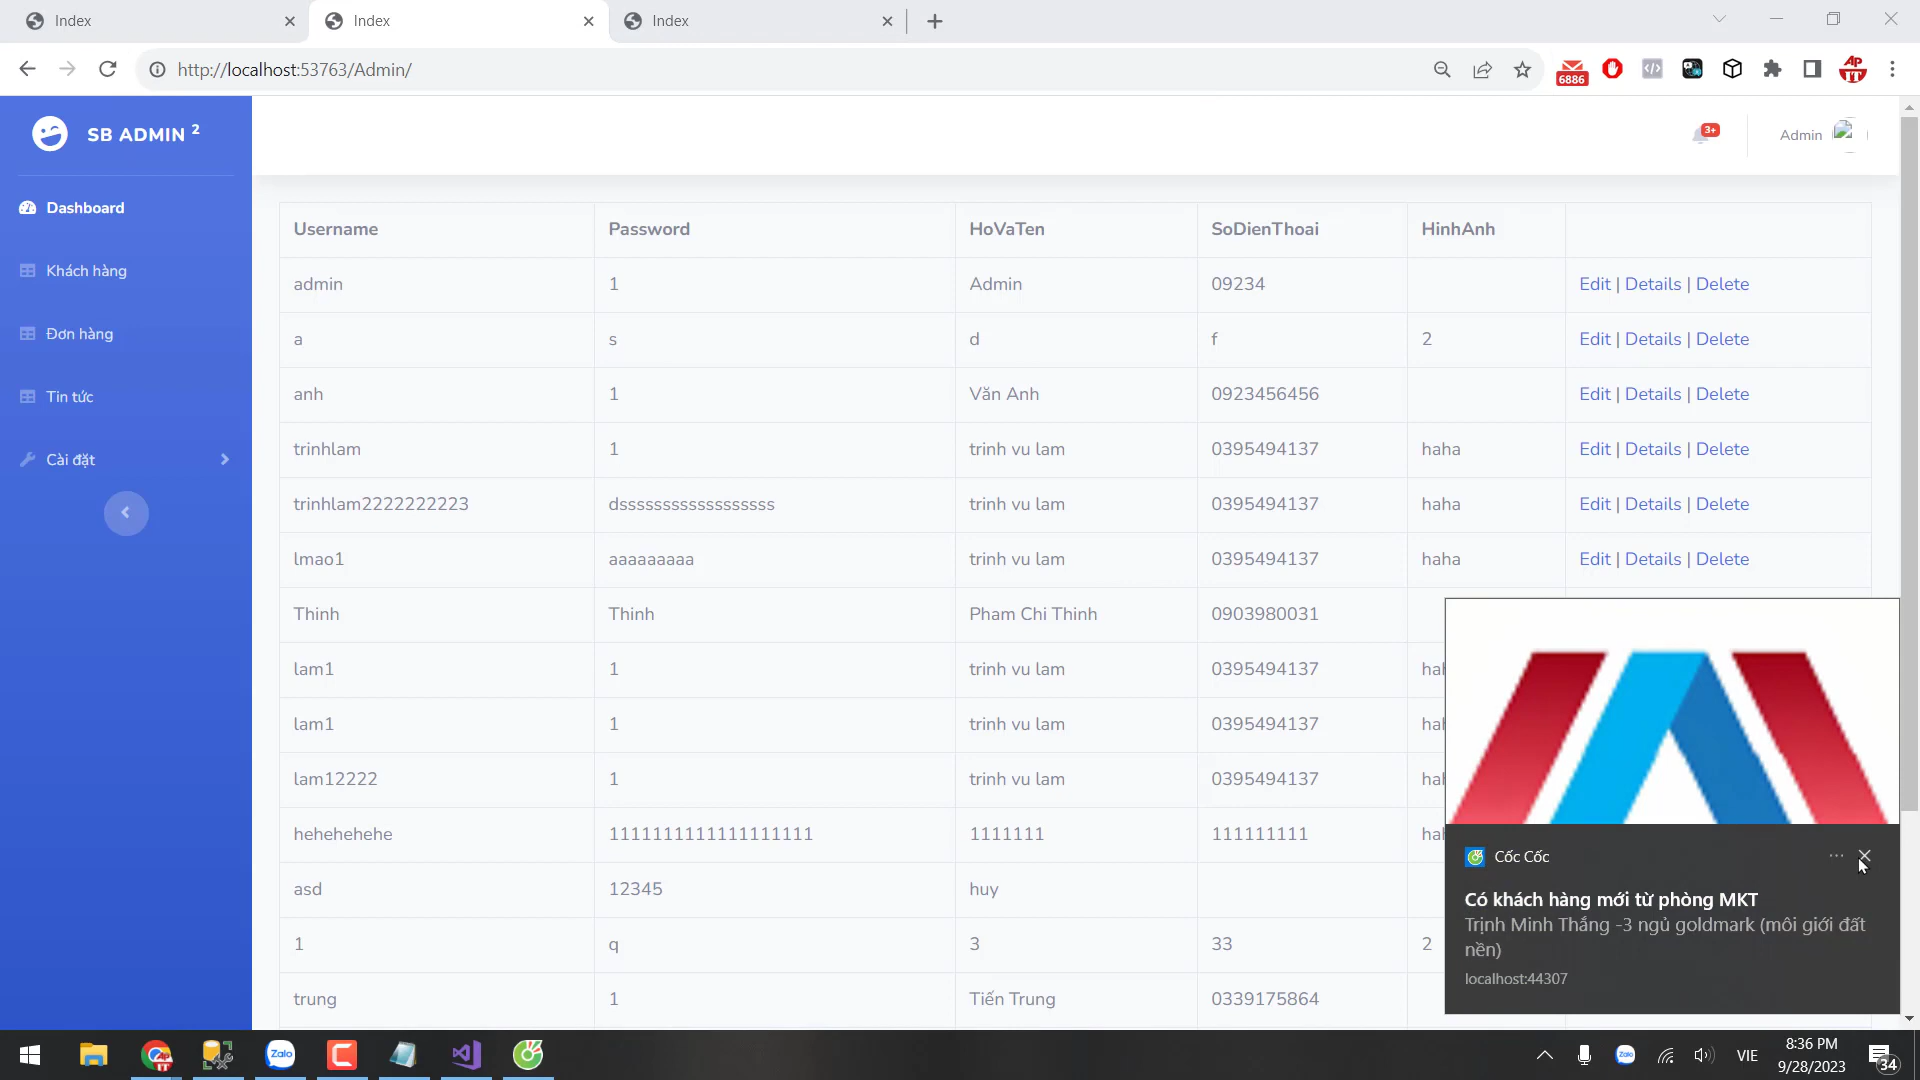 Index
Index
Index
http://localhost:53763/Admin/
6886
SB ADMIN 2
3+
Admin
Dashboard
Khách hàng
Đơn hàng
Tin tức
Cài đặt
Username Password HoVaTen SoDienThoai HinhAnh
admin 1 Admin 09234 Edit | Details | Delete
a s d f 2 Edit | Details | Delete
anh 1 Văn Anh 0923456456 Edit | Details | Delete
trinhlam 1 trinh vu lam 0395494137 haha Edit | Details | Delete
trinhlam2222222223 dssssssssssssssssss trinh vu lam 0395494137 haha Edit | Details | Delete
lmao1 aaaaaaaaa trinh vu lam 0395494137 haha Edit | Details | Delete
Thinh Thinh Pham Chi Thinh 0903980031
lam1 1 trinh vu lam 0395494137
lam1 1 trinh vu lam 0395494137
lam12222 1 trinh vu lam 0395494137
hehehehehe 1111111111111111111 1111111 111111111
asd 12345 huy
1 q 3 33 2
trung 1 Tiến Trung 0339175864
Cốc Cốc
Có khách hàng mới từ phòng MKT
Trịnh Minh Thắng -3 ngủ goldmark (môi giới đất
nền)
localhost:44307
Zalo
VIE
8:36 PM
9/28/2023
34